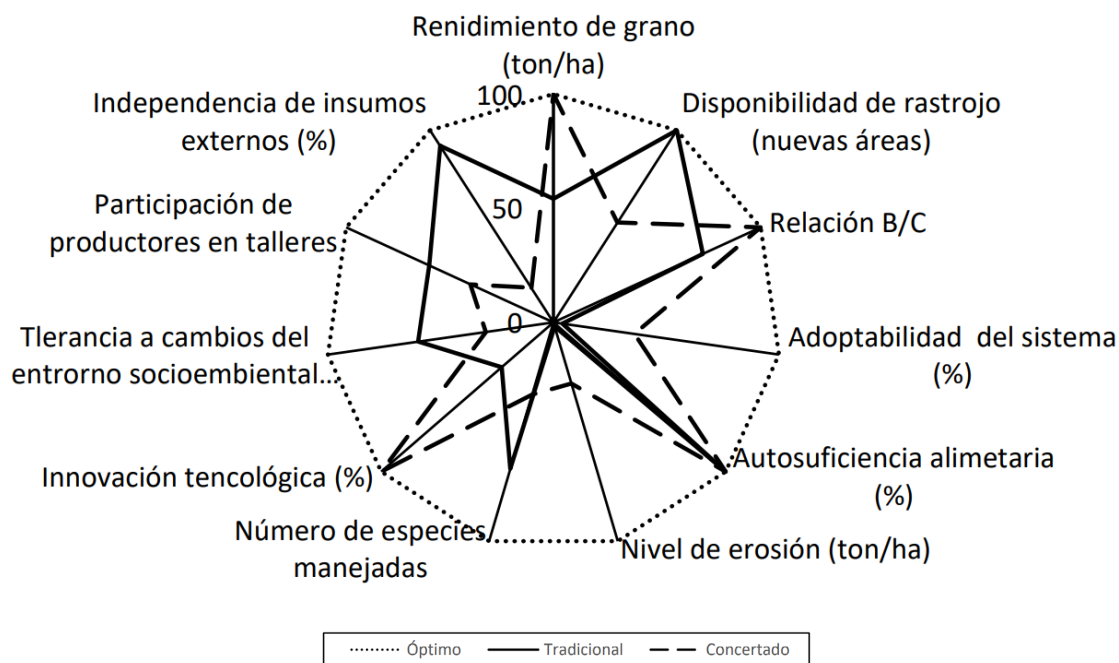 Renidimiento de grano
(ton/ha)
100
50
0
Disponibilidad de rastrojo
(nuevas áreas)
Relación B/C
Adoptabilidad del sistema
(%)
Autosuficiencia alimetaria
(%)
Nivel de erosión (ton/ha)
Número de especies
manejadas
Innovación tencológica (%)
Tlerancia a cambios del
entrorno socioembiental...
Participación de
productores en talleres
Independencia de insumos
externos (%)
Óptimo
Tradicional
Concertado